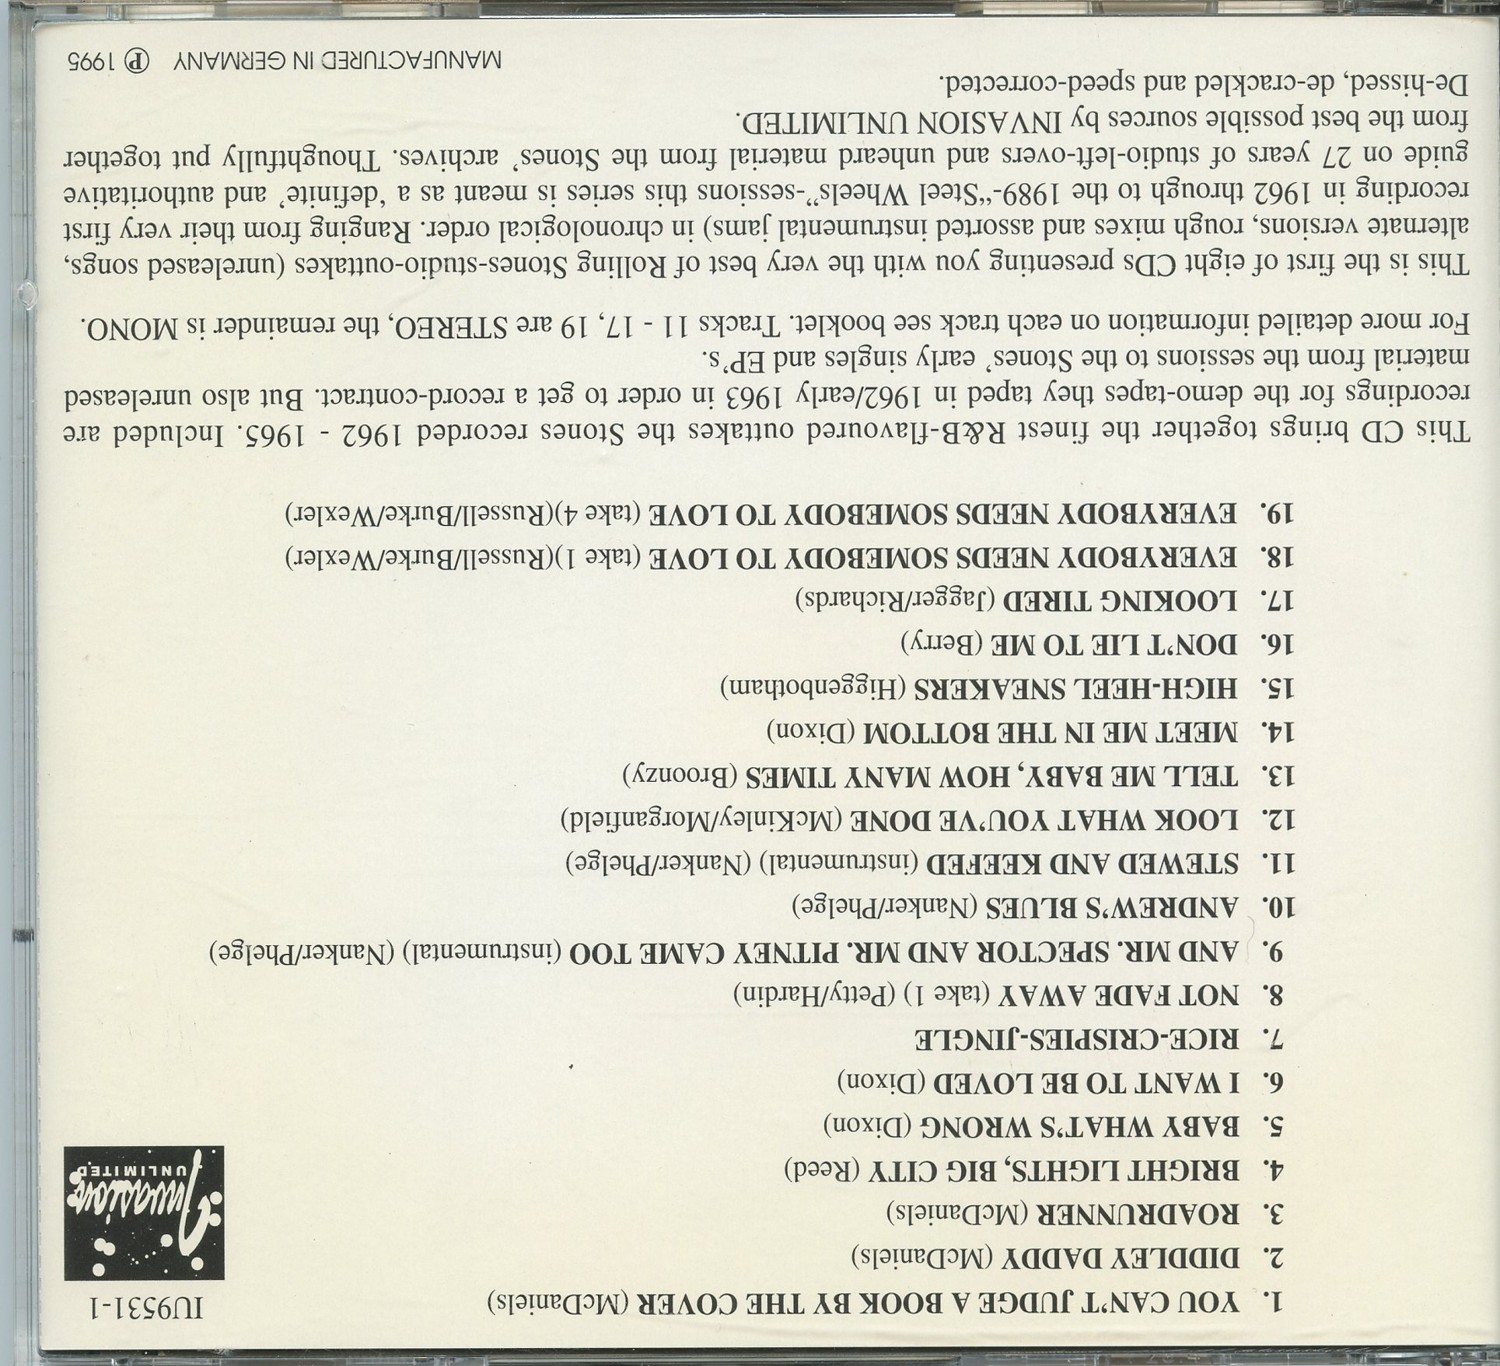 IU9531-1
Invasion
UNLIMITED
1. YOU CAN'T JUDGE A BOOK BY THE COVER (McDaniels)
2. DIDDLEY DADDY (McDaniels)
3. ROADRUNNER (McDaniels)
4. BRIGHT LIGHTS, BIG CITY (Reed)
5. BABY WHAT'S WRONG (Dixon)
6. I WANT TO BE LOVED (Dixon)
7. RICE-CRISPIES-JINGLE
8. NOT FADE AWAY (take 1) (Petty/Hardin)
9. AND MR. SPECTOR AND MR. PITNEY CAME TOO (instrumental) (Nanker/Phelge)
10. ANDREW'S BLUES (Nanker/Phelge)
11. STEWED AND KEEFED (instrumental) (Nanker/Phelge)
12. LOOK WHAT YOU'VE DONE (McKinley/Morganfield)
13. TELL ME BABY, HOW MANY TIMES (Broonzy)
14. MEET ME IN THE BOTTOM (Dixon)
15. HIGH-HEEL SNEAKERS (Higgenbotham)
16. DON'T LIE TO ME (Berry)
17. LOOKING TIRED (Jagger/Richards)
18. EVERYBODY NEEDS SOMEBODY TO LOVE (take 1)(Russell/Burke/Wexler)
19. EVERYBODY NEEDS SOMEBODY TO LOVE (take 4)(Russell/Burke/Wexler)
This CD brings together the finest R&B-flavoured outtakes the Stones recorded 1962 - 1965. Included are
recordings for the demo-tapes they taped in 1962/early 1963 in order to get a record-contract. But also unreleased
material from the sessions to the Stones' early singles and EP's.
For more detailed information on each track see booklet. Tracks 11 - 17, 19 are STEREO, the remainder is MONO.
This is the first of eight CDs presenting you with the very best of Rolling Stones-studio-outtakes (unreleased songs,
alternate versions, rough mixes and assorted instrumental jams) in chronological order. Ranging from their very first
recording in 1962 through to the 1989-“Steel Wheels”-sessions this series is meant as a ‘definite‘ and authoritative
guide on 27 years of studio-left-overs and unheard material from the Stones' archives. Thoughtfully put together
from the best possible sources by INVASION UNLIMITED.
De-hissed, de-crackled and speed-corrected.
MANUFACTURED IN GERMANY ℗ 1995